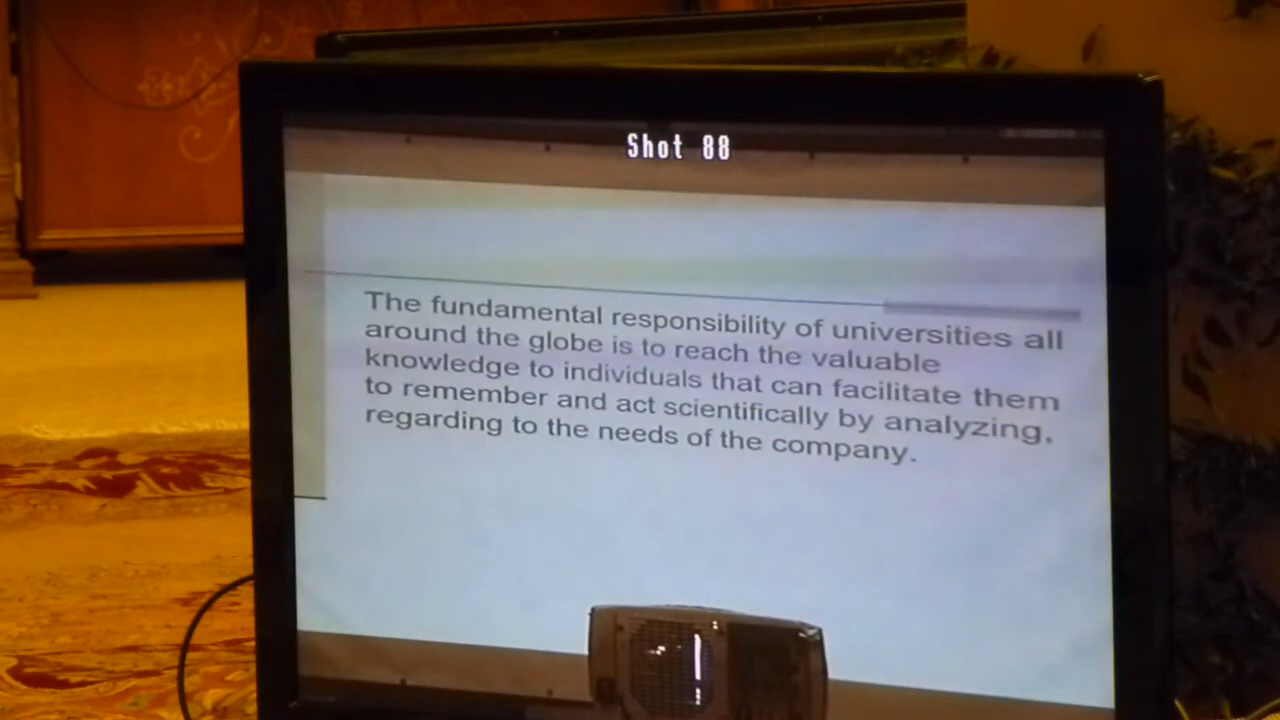 Shot 88
The fundamental responsibility of universities all
around the globe is to reach the valuable
knowledge to individuals that can facilitate them
to remember and act scientifically by analyzing,
regarding to the needs of the company.